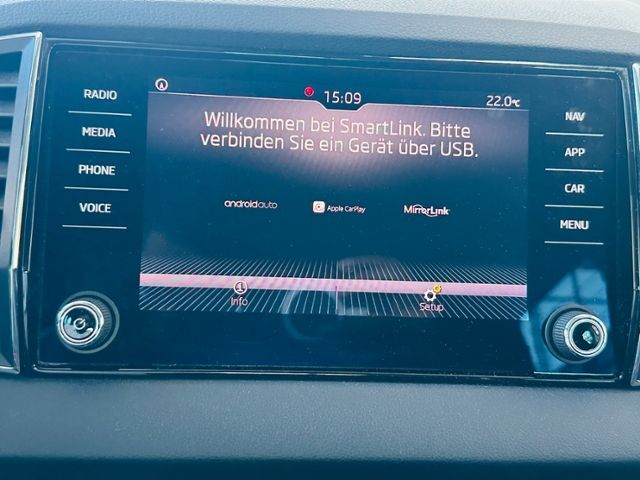 RADIO
MEDIA
PHONE
VOICE
15:09
22.0°C
Willkommen bei SmartLink. Bitte
verbinden Sie ein Gerät über USB.
androidauto
Apple CarPlay
MirrorLink
Info
Setup
NAV
APP
CAR
MENU